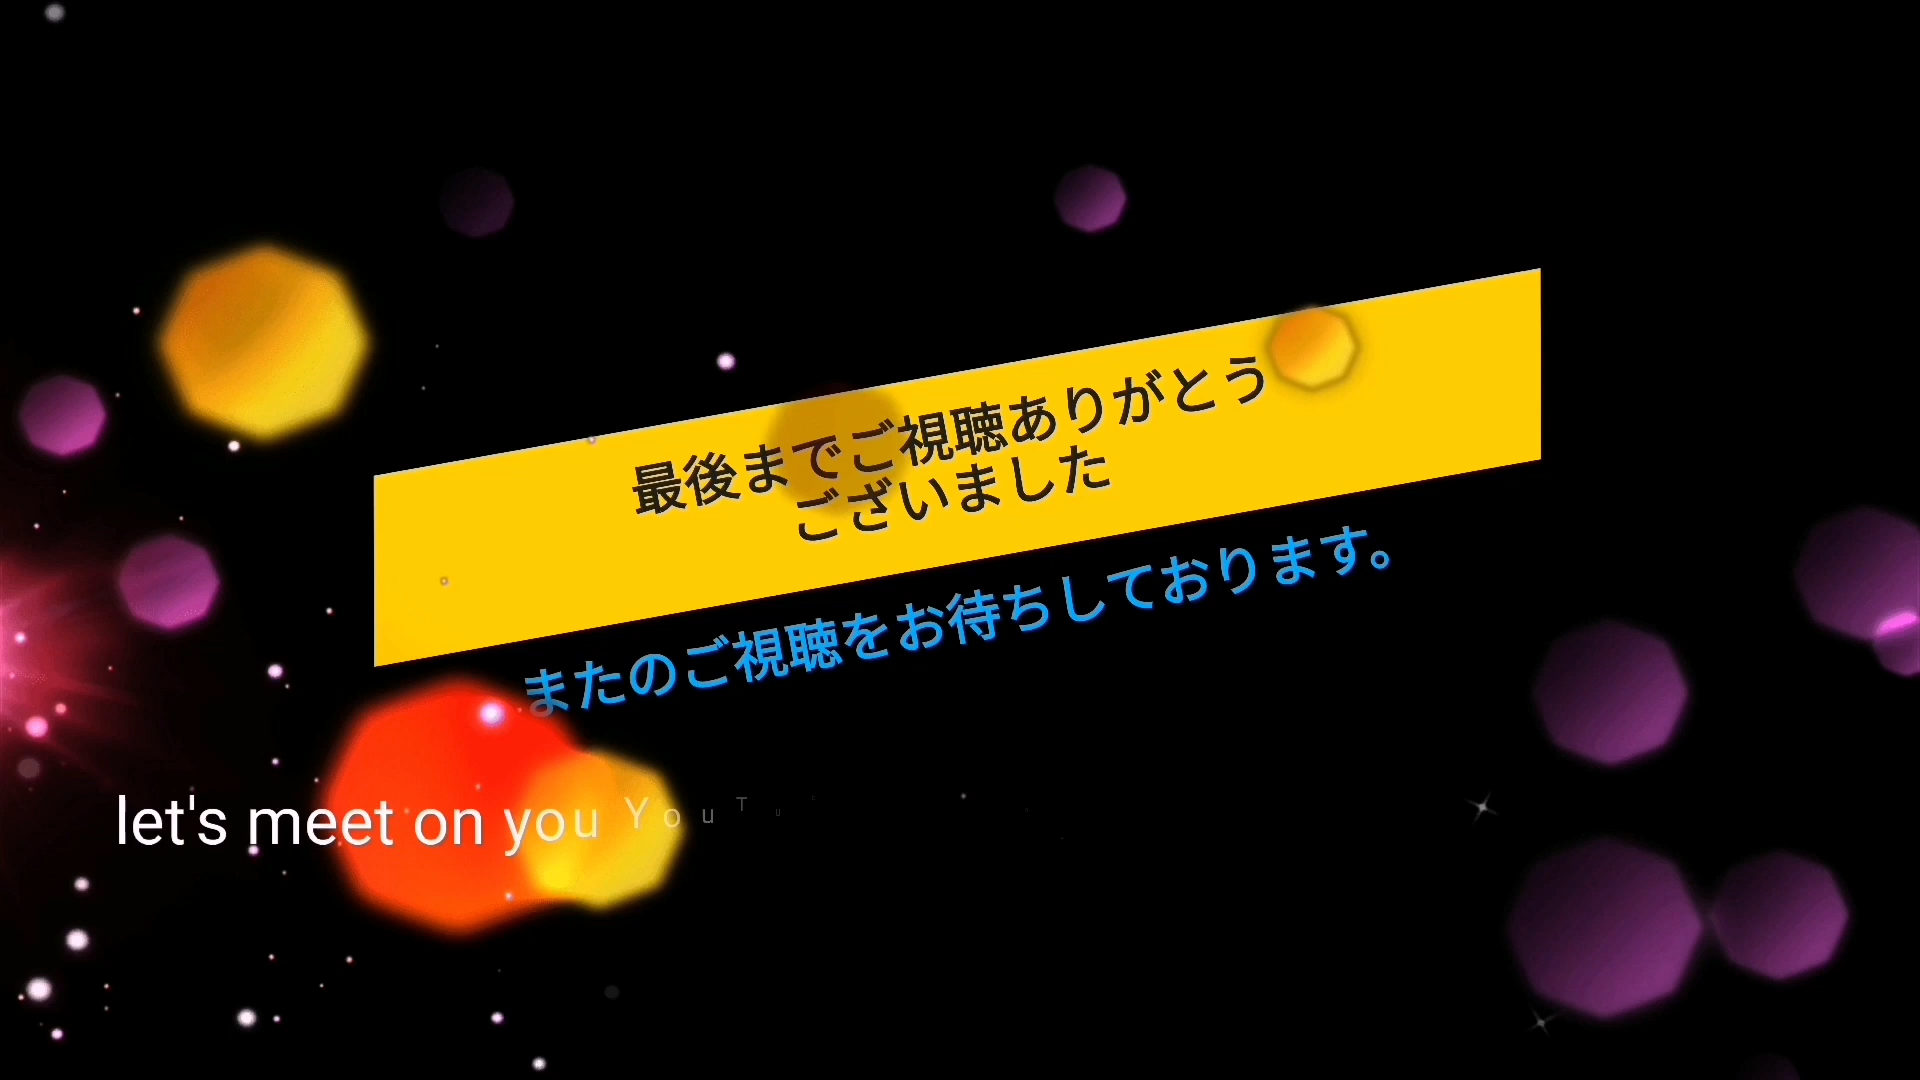 最後までご視聴ありがとう
ございました
またのご視聴をお待ちしております。
let's meet on you YouT